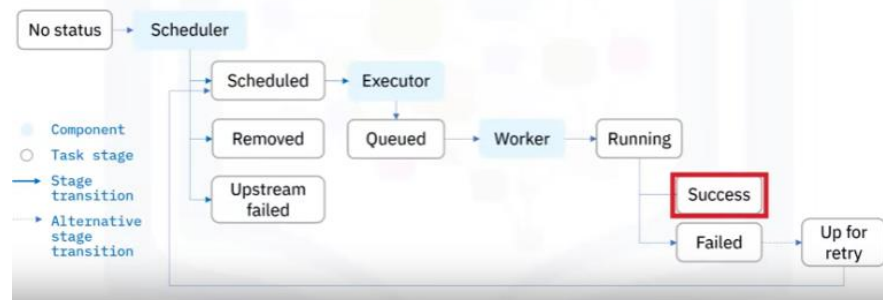 No status
Scheduler
Scheduled
Executor
Component
Task stage
Stage
transition
Alternative
stage
transition
Removed
Queued
Worker
Running
Upstream
failed
Success
Failed
Up for
retry